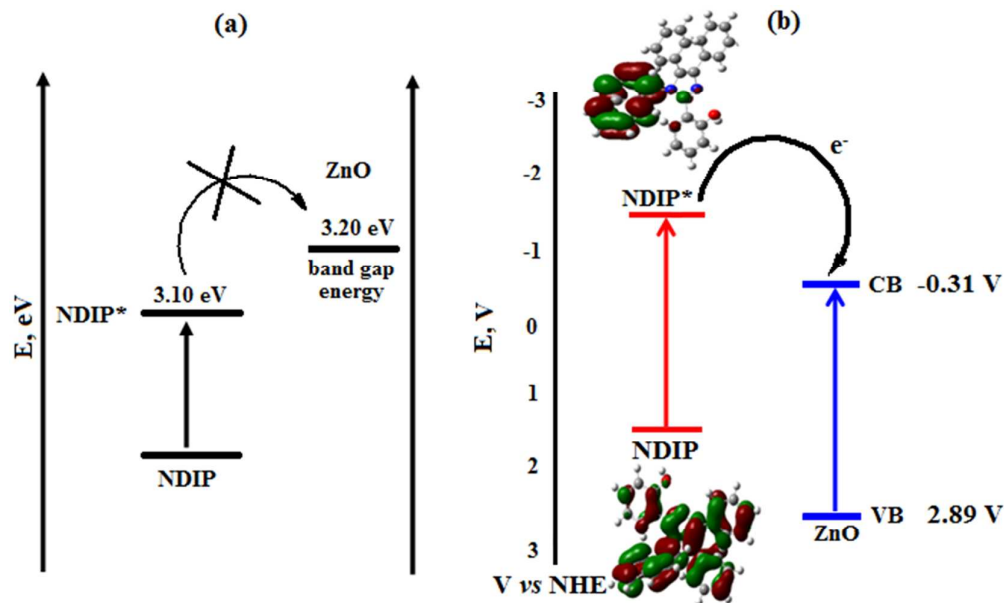 (a)
E, eV
ZnO
3.20 eV
band gap
energy
3.10 eV
NDIP*
NDIP
(b)
E, V
-3
-2
-1
0
1
2
3
V vs NHE
e-
NDIP*
NDIP
CB -0.31 V
VB 2.89 V
ZnO